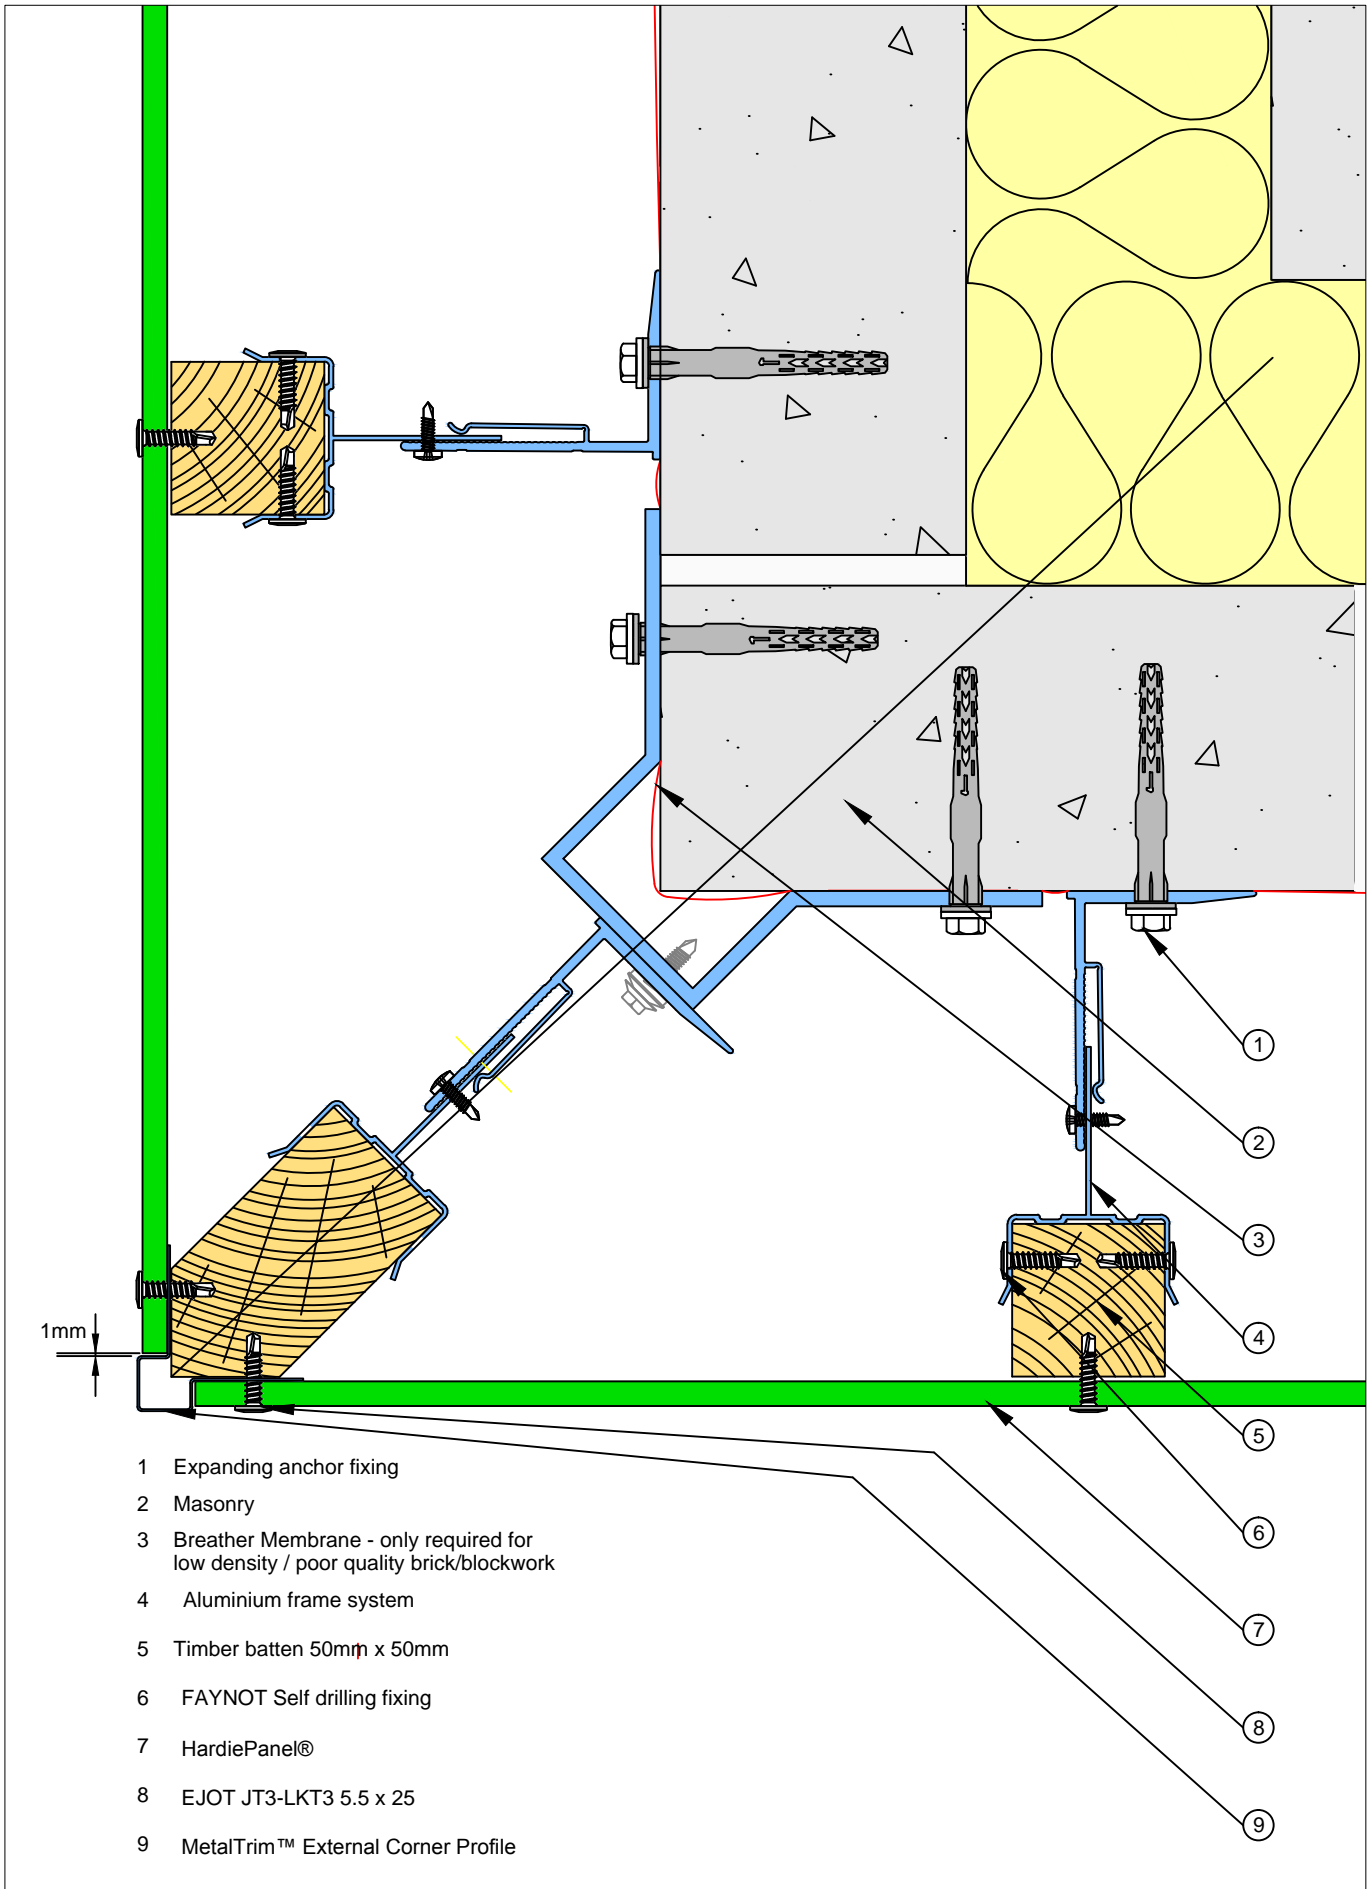 1
2
3
4
1mm
5
6
7
8
9
1 Expanding anchor fixing
2 Masonry
3 Breather Membrane - only required for
low density / poor quality brick/blockwork
4 Aluminium frame system
5 Timber batten 50mm x 50mm
6 FAYNOT Self drilling fixing
7 HardiePanel®
8 EJOT JT3-LKT3 5.5 x 25
9 MetalTrim™ External Corner Profile